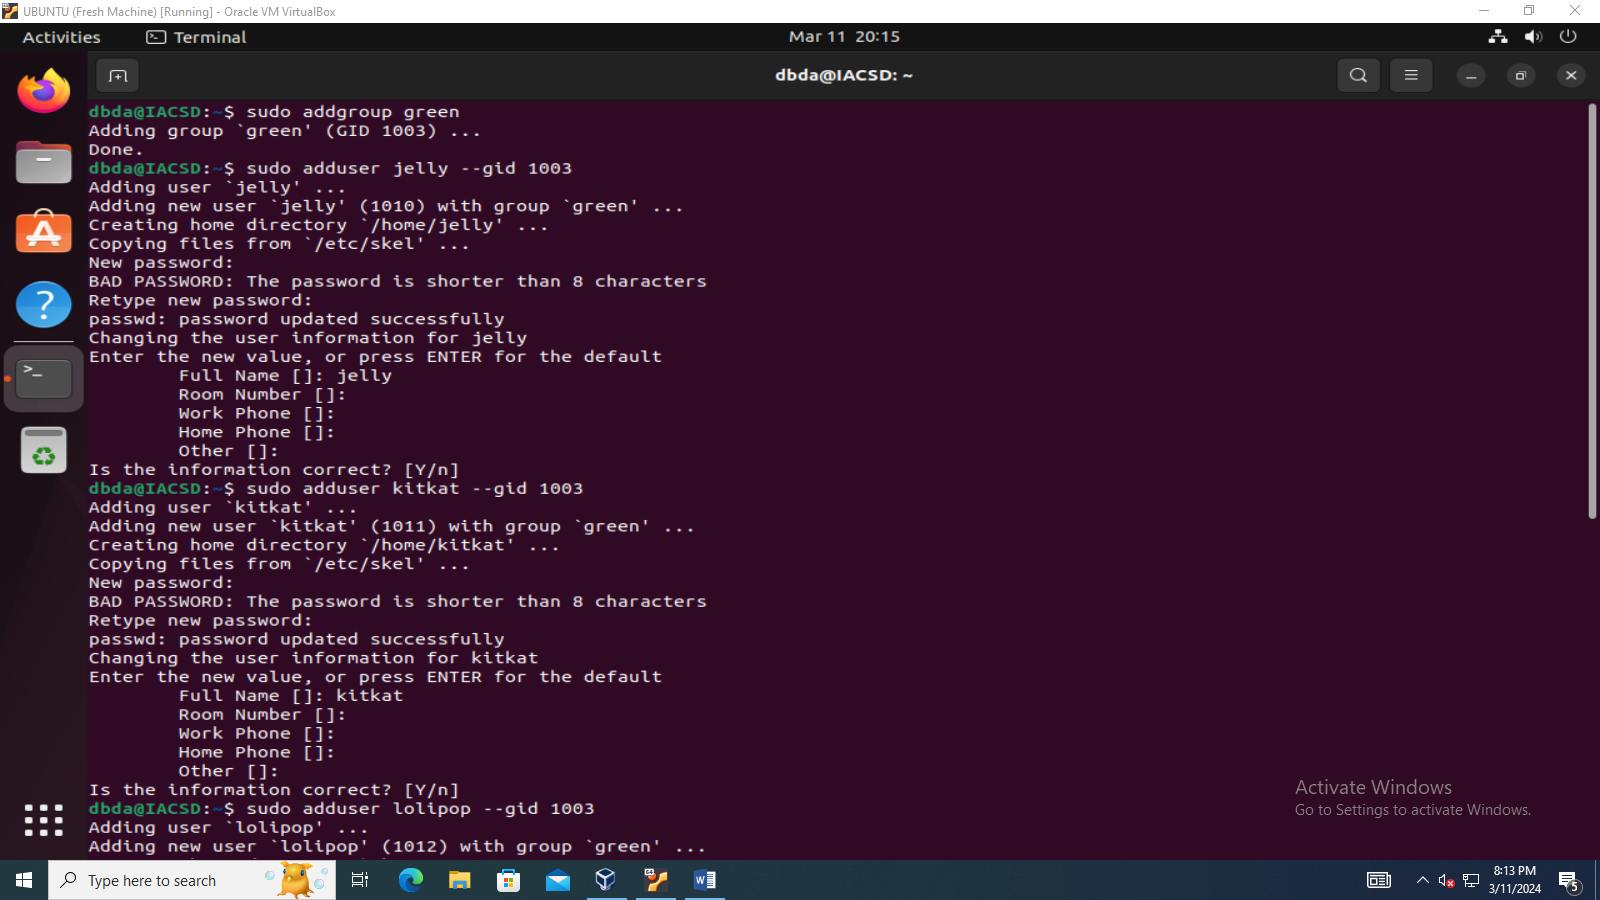 UBUNTU (Fresh Machine) [Running] - Oracle VM VirtualBox
Activities Terminal Mar 11 20:15
dbda@IACSD: ~
dbda@IACSD:~$ sudo addgroup green
Adding group `green' (GID 1003) ...
Done.
dbda@IACSD:~$ sudo adduser jelly --gid 1003
Adding user `jelly' ...
Adding new user `jelly' (1010) with group `green' ...
Creating home directory `/home/jelly' ...
Copying files from `/etc/skel' ...
New password:
BAD PASSWORD: The password is shorter than 8 characters
Retype new password:
passwd: password updated successfully
Changing the user information for jelly
Enter the new value, or press ENTER for the default
Full Name []: jelly
Room Number []:
Work Phone []:
Home Phone []:
Other []:
Is the information correct? [Y/n]
dbda@IACSD:~$ sudo adduser kitkat --gid 1003
Adding user `kitkat' ...
Adding new user `kitkat' (1011) with group `green' ...
Creating home directory `/home/kitkat' ...
Copying files from `/etc/skel' ...
New password:
BAD PASSWORD: The password is shorter than 8 characters
Retype new password:
passwd: password updated successfully
Changing the user information for kitkat
Enter the new value, or press ENTER for the default
Full Name []: kitkat
Room Number []:
Work Phone []:
Home Phone []:
Other []:
Is the information correct? [Y/n]
dbda@IACSD:~$ sudo adduser lolipop --gid 1003
Adding user `lolipop' ...
Adding new user `lolipop' (1012) with group `green' ...
Activate Windows
Go to Settings to activate Windows.
Type here to search
8:13 PM
3/11/2024
5